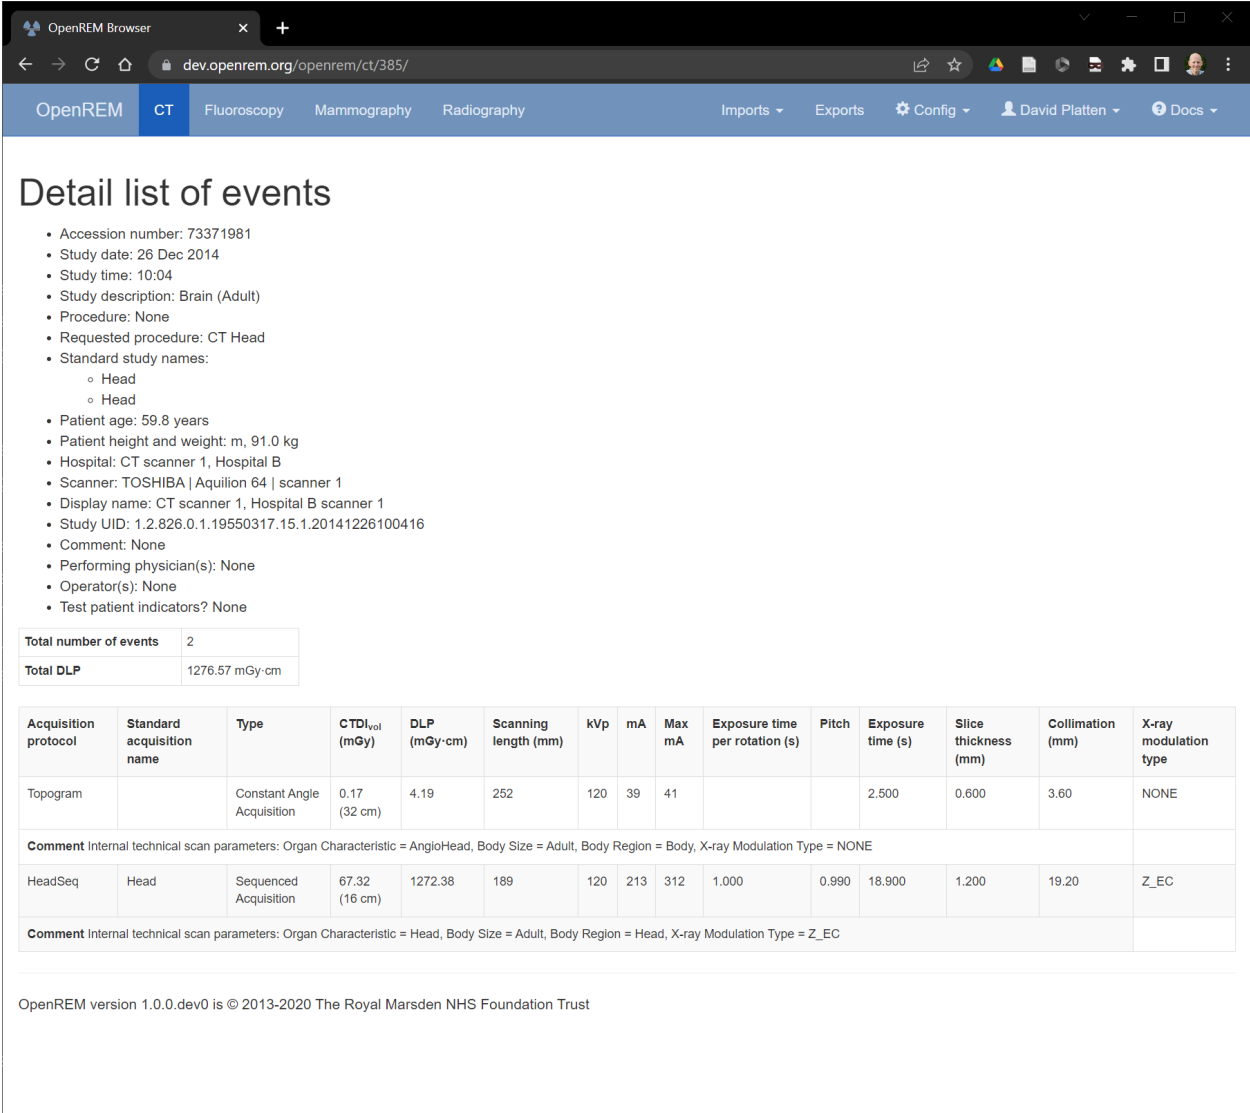 OpenREM Browser
dev.openrem.org/openrem/ct/385/
OpenREM CT Fluoroscopy Mammography Radiography Imports Exports Config David Platten Docs
Detail list of events
• Accession number: 73371981
• Study date: 26 Dec 2014
• Study time: 10:04
• Study description: Brain (Adult)
• Procedure: None
• Requested procedure: CT Head
• Standard study names:
◦ Head
◦ Head
• Patient age: 59.8 years
• Patient height and weight: m, 91.0 kg
• Hospital: CT scanner 1, Hospital B
• Scanner: TOSHIBA | Aquilion 64 | scanner 1
• Display name: CT scanner 1, Hospital B scanner 1
• Study UID: 1.2.826.0.1.19550317.15.1.20141226100416
• Comment: None
• Performing physician(s): None
• Operator(s): None
• Test patient indicators? None
Total number of events 2
Total DLP 1276.57 mGy·cm
Acquisition protocol Standard acquisition name Type CTDIvol (mGy) DLP (mGy·cm) Scanning length (mm) kVp mA Max mA Exposure time per rotation (s) Pitch Exposure time (s) Slice thickness (mm) Collimation (mm) X-ray modulation type
Topogram Constant Angle Acquisition 0.17 (32 cm) 4.19 252 120 39 41 2.500 0.600 3.60 NONE
Comment Internal technical scan parameters: Organ Characteristic = AngioHead, Body Size = Adult, Body Region = Body, X-ray Modulation Type = NONE
HeadSeq Head Sequenced Acquisition 67.32 (16 cm) 1272.38 189 120 213 312 1.000 0.990 18.900 1.200 19.20 Z_EC
Comment Internal technical scan parameters: Organ Characteristic = Head, Body Size = Adult, Body Region = Head, X-ray Modulation Type = Z_EC
OpenREM version 1.0.0.dev0 is © 2013-2020 The Royal Marsden NHS Foundation Trust